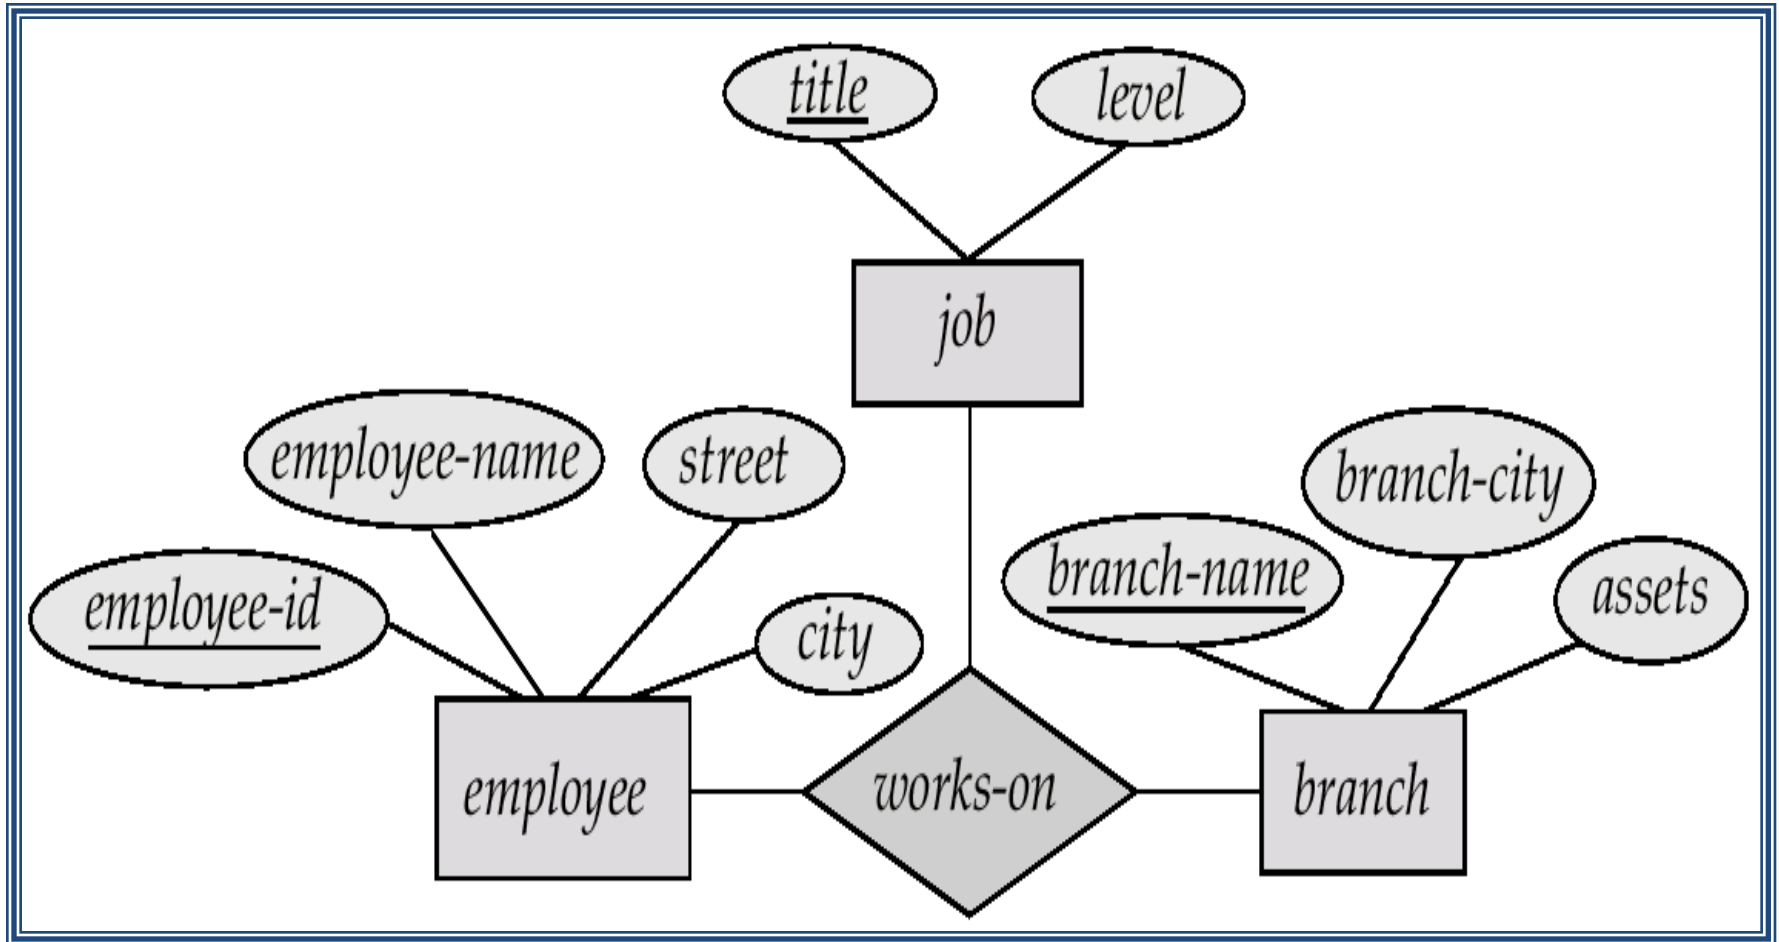 title
level
job
employee-name
street
employee-id
city
branch-city
branch-name
assets
employee
works-on
branch